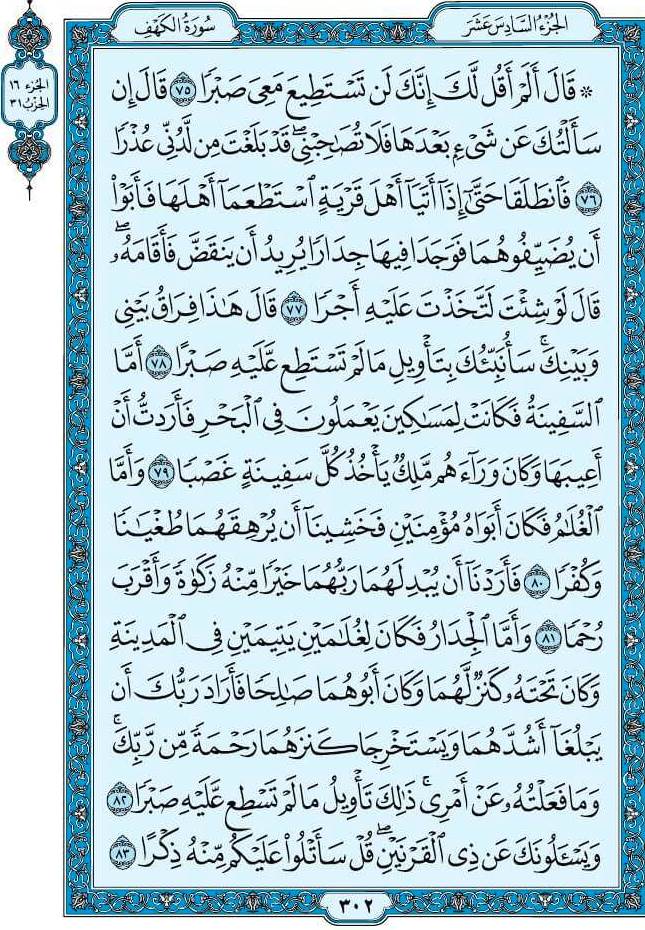 الجزء السادس عشر
سورة الكهف
الجزء ١٦
الحزب ٣١
۞ قَالَ أَلَمْ أَقُل لَّكَ إِنَّكَ لَن تَسْتَطِيعَ مَعِيَ صَبْرًا ٧٥ قَالَ إِن
سَأَلْتُكَ عَن شَيْءٍ بَعْدَهَا فَلَا تُصَٰحِبْنِي ۖ قَدْ بَلَغْتَ مِن لَّدُنِّي عُذْرًا
٧٦ فَٱنطَلَقَا حَتَّىٰٓ إِذَآ أَتَيَآ أَهْلَ قَرْيَةٍ ٱسْتَطْعَمَآ أَهْلَهَا فَأَبَوْا۟
أَن يُضَيِّفُوهُمَا فَوَجَدَا فِيهَا جِدَارًا يُرِيدُ أَن يَنقَضَّ فَأَقَامَهُۥ ۖ
قَالَ لَوْ شِئْتَ لَتَّخَذْتَ عَلَيْهِ أَجْرًا ٧٧ قَالَ هَٰذَا فِرَاقُ بَيْنِي
وَبَيْنِكَ ۚ سَأُنَبِّئُكَ بِتَأْوِيلِ مَا لَمْ تَسْتَطِع عَّلَيْهِ صَبْرًا ٧٨ أَمَّا
ٱلسَّفِينَةُ فَكَانَتْ لِمَسَٰكِينَ يَعْمَلُونَ فِي ٱلْبَحْرِ فَأَرَدتُّ أَنْ
أَعِيبَهَا وَكَانَ وَرَآءَهُم مَّلِكٌ يَأْخُذُ كُلَّ سَفِينَةٍ غَصْبًا ٧٩ وَأَمَّا
ٱلْغُلَٰمُ فَكَانَ أَبَوَاهُ مُؤْمِنَيْنِ فَخَشِينَآ أَن يُرْهِقَهُمَا طُغْيَٰنًا
وَكُفْرًا ٨٠ فَأَرَدْنَآ أَن يُبْدِلَهُمَا رَبُّهُمَا خَيْرًا مِّنْهُ زَكَوٰةً وَأَقْرَبَ
رُحْمًا ٨١ وَأَمَّا ٱلْجِدَارُ فَكَانَ لِغُلَٰمَيْنِ يَتِيمَيْنِ فِي ٱلْمَدِينَةِ
وَكَانَ تَحْتَهُۥ كَنزٌ لَّهُمَا وَكَانَ أَبُوهُمَا صَٰلِحًا فَأَرَادَ رَبُّكَ أَن
يَبْلُغَآ أَشُدَّهُمَا وَيَسْتَخْرِجَا كَنزَهُمَا رَحْمَةً مِّن رَّبِّكَ ۚ
وَمَا فَعَلْتُهُۥ عَنْ أَمْرِي ۚ ذَٰلِكَ تَأْوِيلُ مَا لَمْ تَسْطِع عَّلَيْهِ صَبْرًا ٨٢
وَيَسْـَٔلُونَكَ عَن ذِي ٱلْقَرْنَيْنِ ۖ قُلْ سَأَتْلُوا۟ عَلَيْكُم مِّنْهُ ذِكْرًا ٨٣
٣٠٢